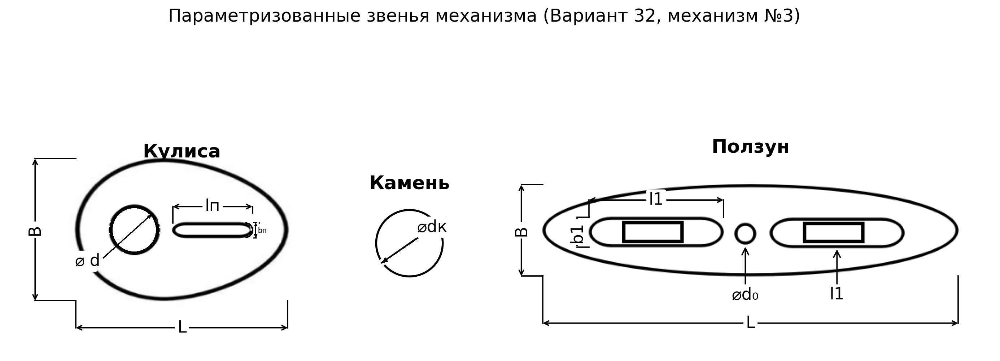 Параметризованные звенья механизма (Вариант 32, механизм №3)
Кулиса
B
lп
bп
⌀ d
L
Камень
⌀dк
Ползун
B
l1
b1
⌀d₀
l1
L